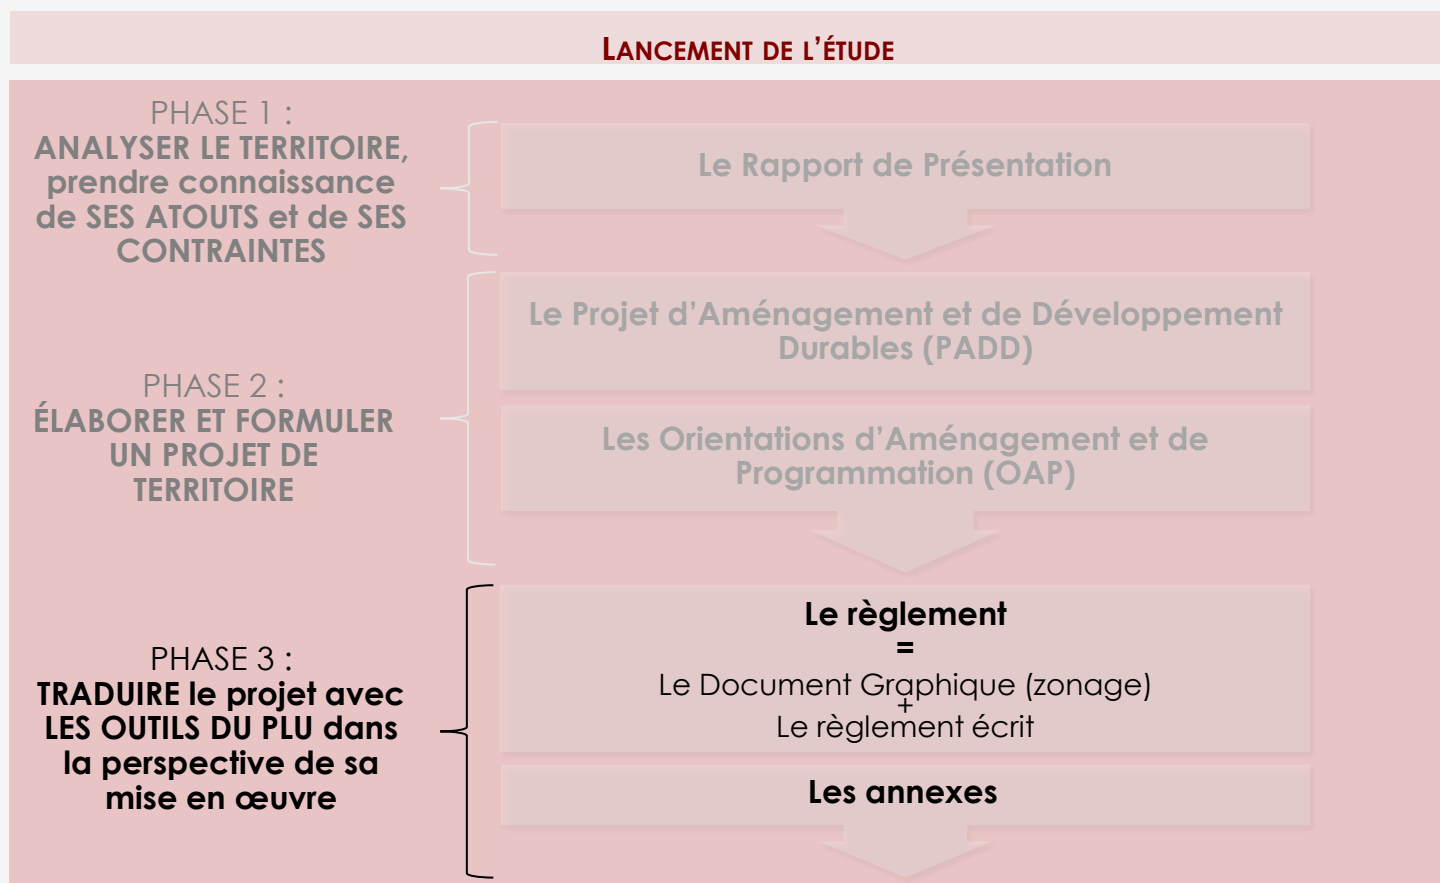 LANCEMENT DE L’ÉTUDE
PHASE 1 :
ANALYSER LE TERRITOIRE,
prendre connaissance
de SES ATOUTS et de SES
CONTRAINTES
Le Rapport de Présentation
PHASE 2 :
ÉLABORER ET FORMULER
UN PROJET DE
TERRITOIRE
Le Projet d’Aménagement et de Développement
Durables (PADD)
Les Orientations d’Aménagement et de
Programmation (OAP)
PHASE 3 :
TRADUIRE le projet avec
LES OUTILS DU PLU dans
la perspective de sa
mise en œuvre
Le règlement
=
Le Document Graphique (zonage)
+
Le règlement écrit
Les annexes